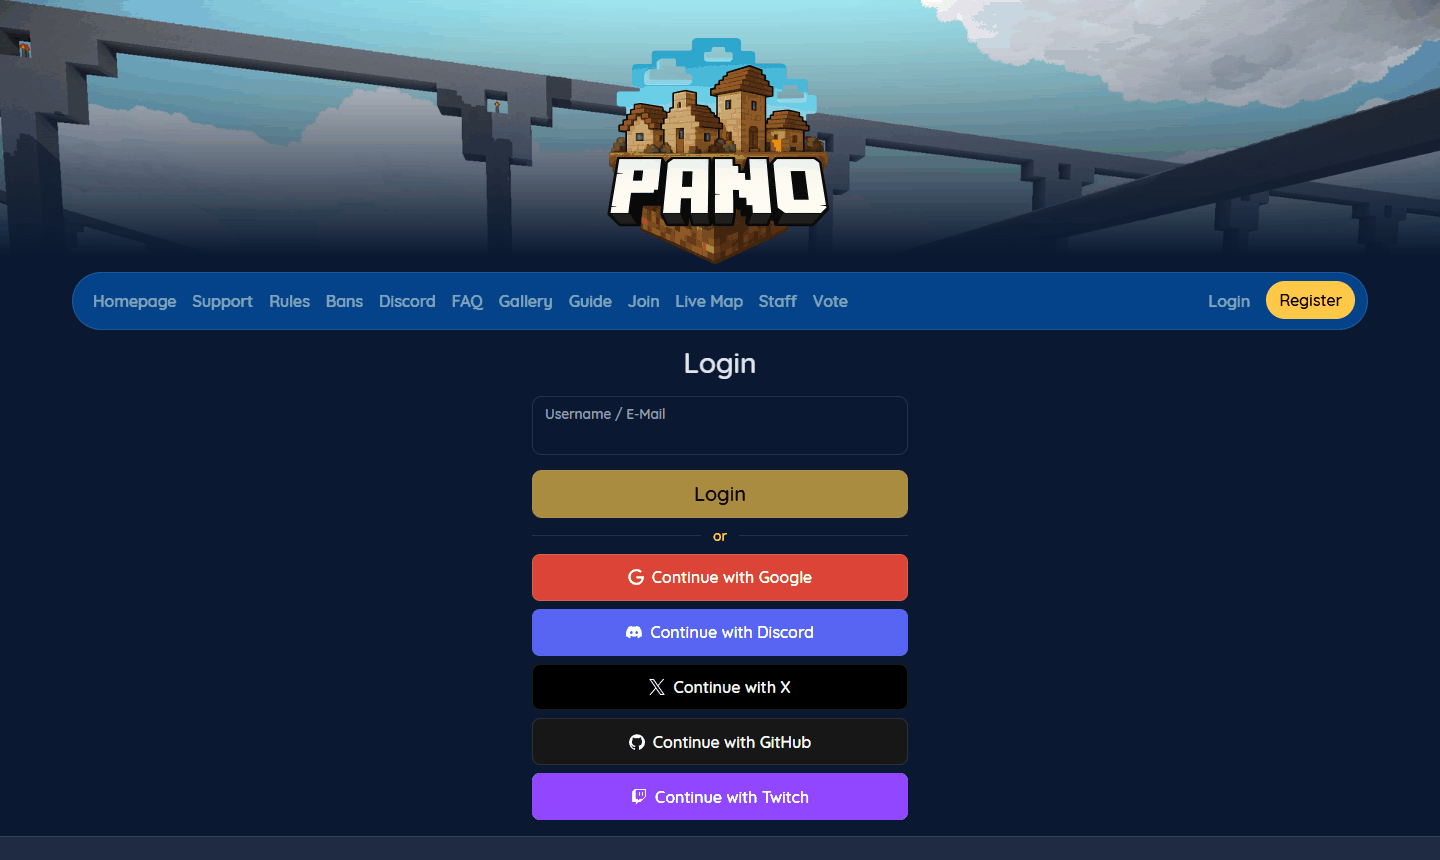 PANO
Homepage Support Rules Bans Discord FAQ Gallery Guide Join Live Map Staff Vote Login Register
Login
Username / E-Mail
Login
or
Continue with Google
Continue with Discord
Continue with X
Continue with GitHub
Continue with Twitch